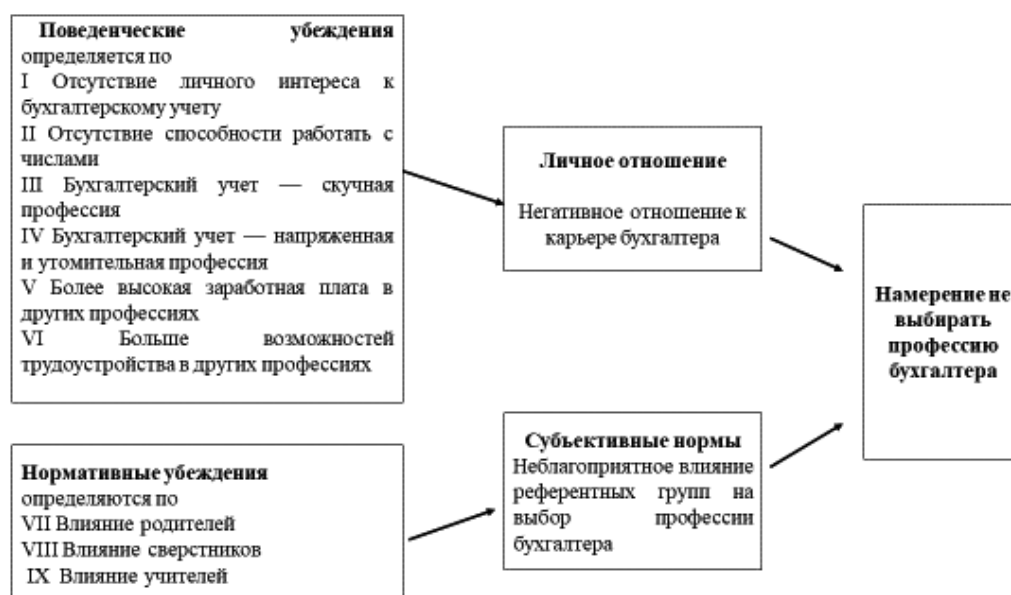 Поведенческие убеждения
определяется по
I Отсутствие личного интереса к
бухгалтерскому учету
II Отсутствие способности работать с
числами
III Бухгалтерский учет — скучная
профессия
IV Бухгалтерский учет — напряженная
и утомительная профессия
V Более высокая заработная плата в
других профессиях
VI Больше возможностей
трудоустройства в других профессиях
Личное отношение
Негативное отношение к
карьере бухгалтера
Намерение не
выбирать
профессию
бухгалтера
Нормативные убеждения
определяются по
VII Влияние родителей
VIII Влияние сверстников
IX Влияние учителей
Субъективные нормы
Неблагоприятное влияние
референтных групп на
выбор профессии
бухгалтера